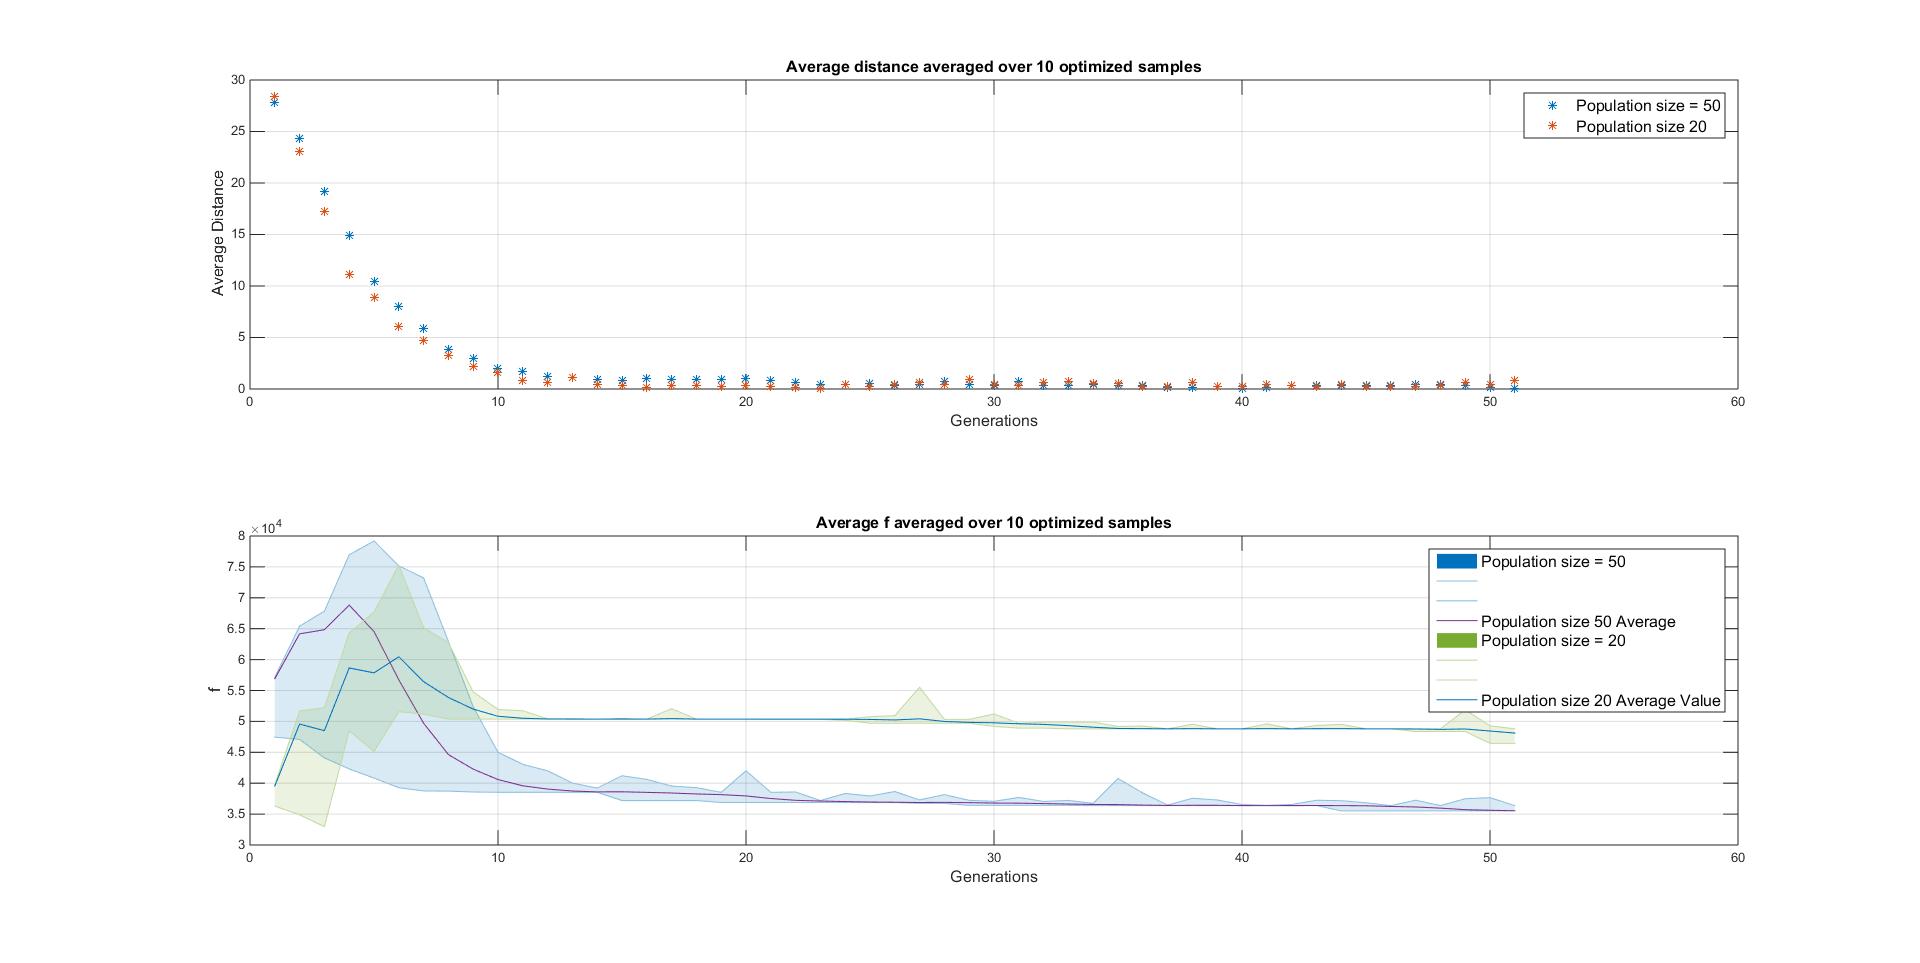 Average distance averaged over 10 optimized samples
30
25
20
15
10
5
0
Average Distance
Population size = 50
Population size 20
0 10 20 30 40 50 60
Generations
Average f averaged over 10 optimized samples
×10⁴
8
7.5
7
6.5
6
5.5
5
4.5
4
3.5
3
f
Population size = 50
Population size 50 Average
Population size = 20
Population size 20 Average Value
0 10 20 30 40 50 60
Generations